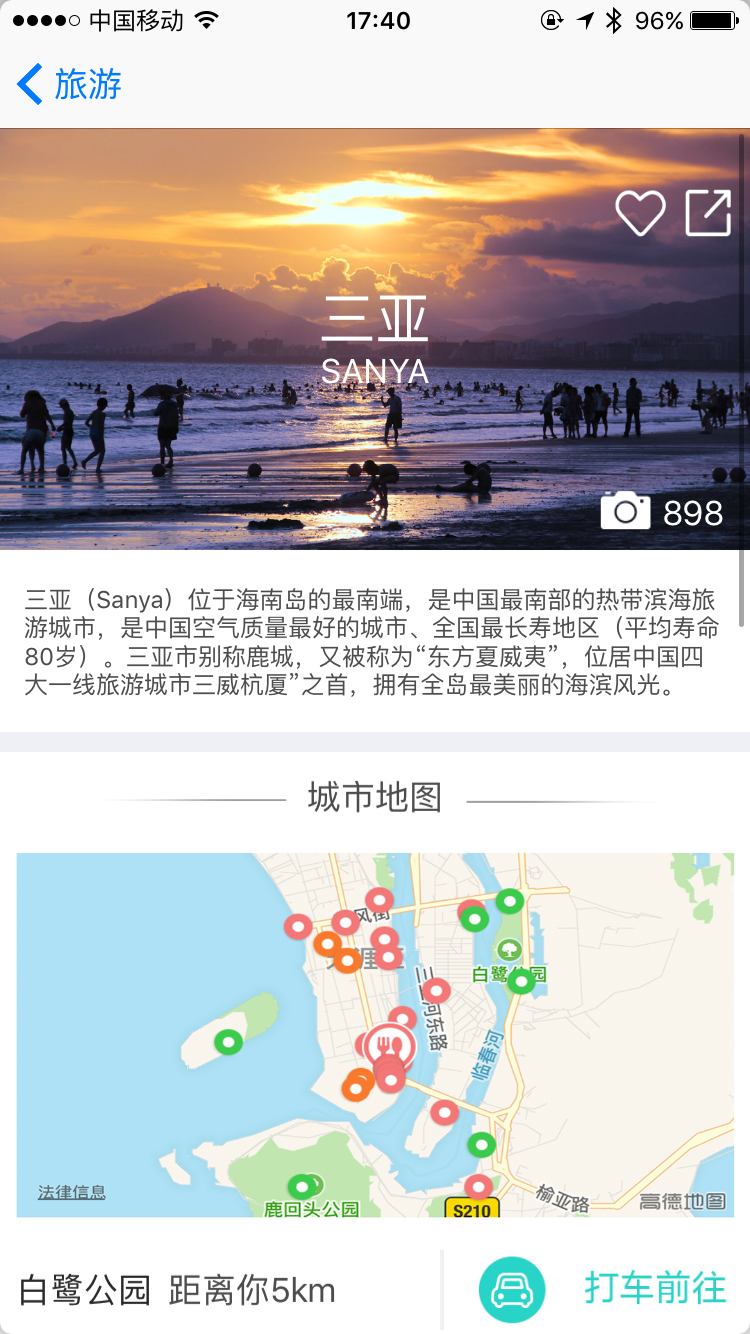 中国移动
17:40
96%
旅游
三亚
SANYA
898
三亚（Sanya）位于海南岛的最南端，是中国最南部的热带滨海旅
游城市，是中国空气质量最好的城市、全国最长寿地区（平均寿命
80岁）。三亚市别称鹿城，又被称为“东方夏威夷”，位居中国四
大一线旅游城市三威杭厦”之首，拥有全岛最美丽的海滨风光。
城市地图
风街
白鹭公园
三亚河东路
临春河
法律信息
鹿回头公园
S210
榆亚路
高德地图
白鹭公园 距离你5km
打车前往